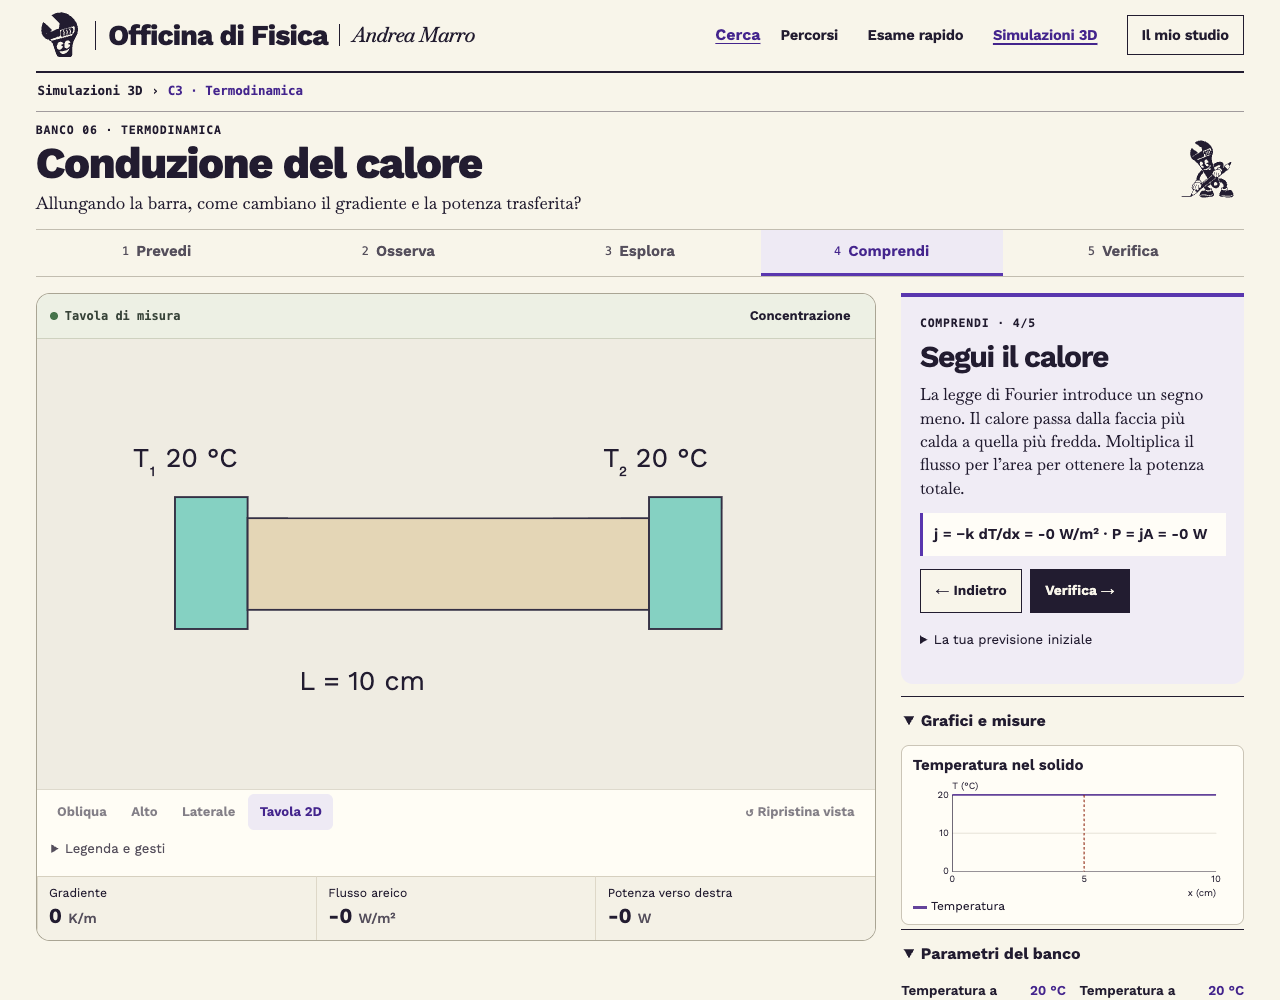 Officina di Fisica
Andrea Marro
Cerca Percorsi Esame rapido Simulazioni 3D Il mio studio
Simulazioni 3D › C3 · Termodinamica
BANCO 06 · TERMODINAMICA
Conduzione del calore
Allungando la barra, come cambiano il gradiente e la potenza trasferita?
1 Prevedi 2 Osserva 3 Esplora 4 Comprendi 5 Verifica
Tavola di misura Concentrazione
T₁ 20 °C T₂ 20 °C
L = 10 cm
Obliqua Alto Laterale Tavola 2D ↺ Ripristina vista
▶ Legenda e gesti
Gradiente
0 K/m
Flusso areico
-0 W/m²
Potenza verso destra
-0 W
COMPRENDI · 4/5
Segui il calore
La legge di Fourier introduce un segno
meno. Il calore passa dalla faccia più
calda a quella più fredda. Moltiplica il
flusso per l’area per ottenere la potenza
totale.
j = −k dT/dx = -0 W/m² · P = jA = -0 W
← Indietro Verifica →
▶ La tua previsione iniziale
▼ Grafici e misure
Temperatura nel solido
T (°C)
20
10
0
0 5 10
x (cm)
Temperatura
▼ Parametri del banco
Temperatura a 20 °C Temperatura a 20 °C